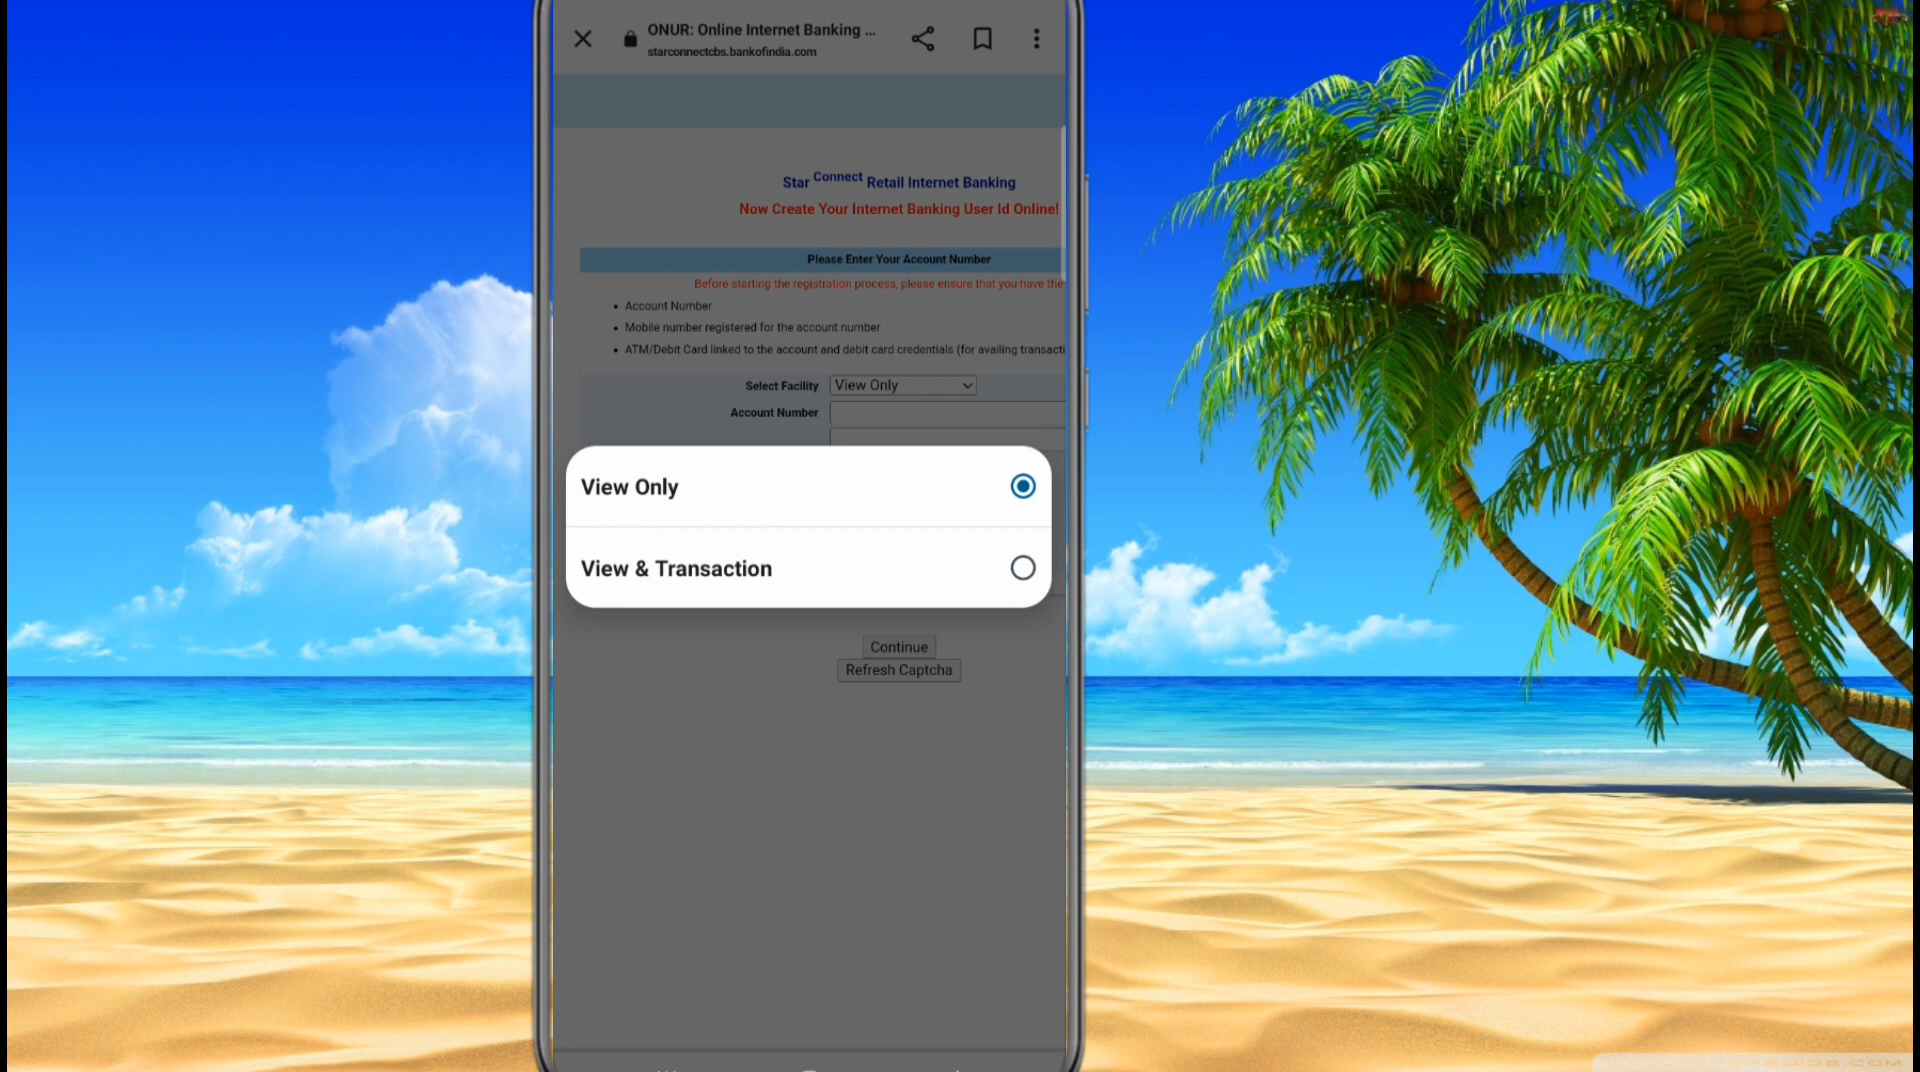 ONUR: Online Internet Banking ...
starconnectcbs.bankofindia.com
Star Connect Retail Internet Banking
Now Create Your Internet Banking User Id Online!
Please Enter Your Account Number
Before starting the registration process, please ensure that you have the
Account Number
Mobile number registered for the account number
ATM/Debit Card linked to the account and debit card credentials (for availing transacti
Select Facility View Only
Account Number
View Only
View & Transaction
Continue
Refresh Captcha